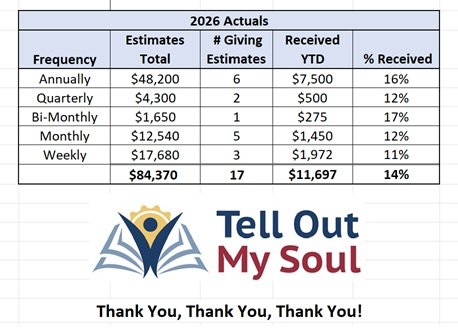 2026 Actuals
Frequency Estimates Total # Giving Estimates Received YTD % Received
Annually $48,200 6 $7,500 16%
Quarterly $4,300 2 $500 12%
Bi-Monthly $1,650 1 $275 17%
Monthly $12,540 5 $1,450 12%
Weekly $17,680 3 $1,972 11%
$84,370 17 $11,697 14%
Tell Out
My Soul
Thank You, Thank You, Thank You!